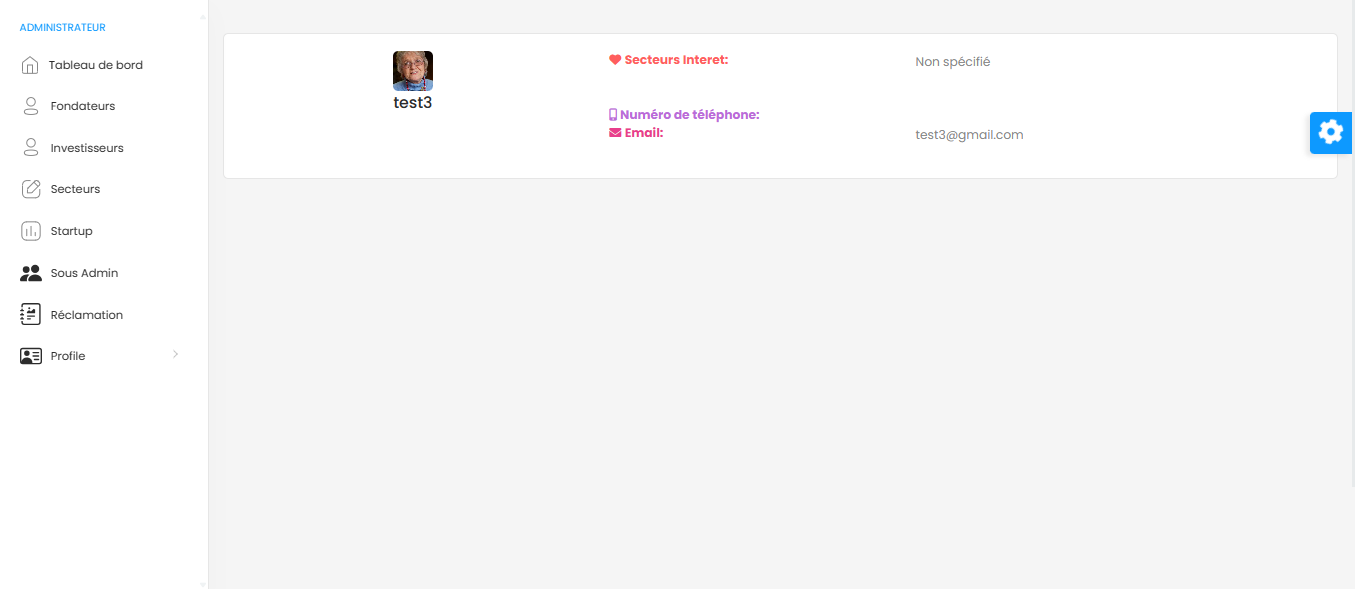 ADMINISTRATEUR
Tableau de bord
Fondateurs
Investisseurs
Secteurs
Startup
Sous Admin
Réclamation
Profile
test3
Secteurs Interet:
Non spécifié
Numéro de téléphone:
Email:
test3@gmail.com